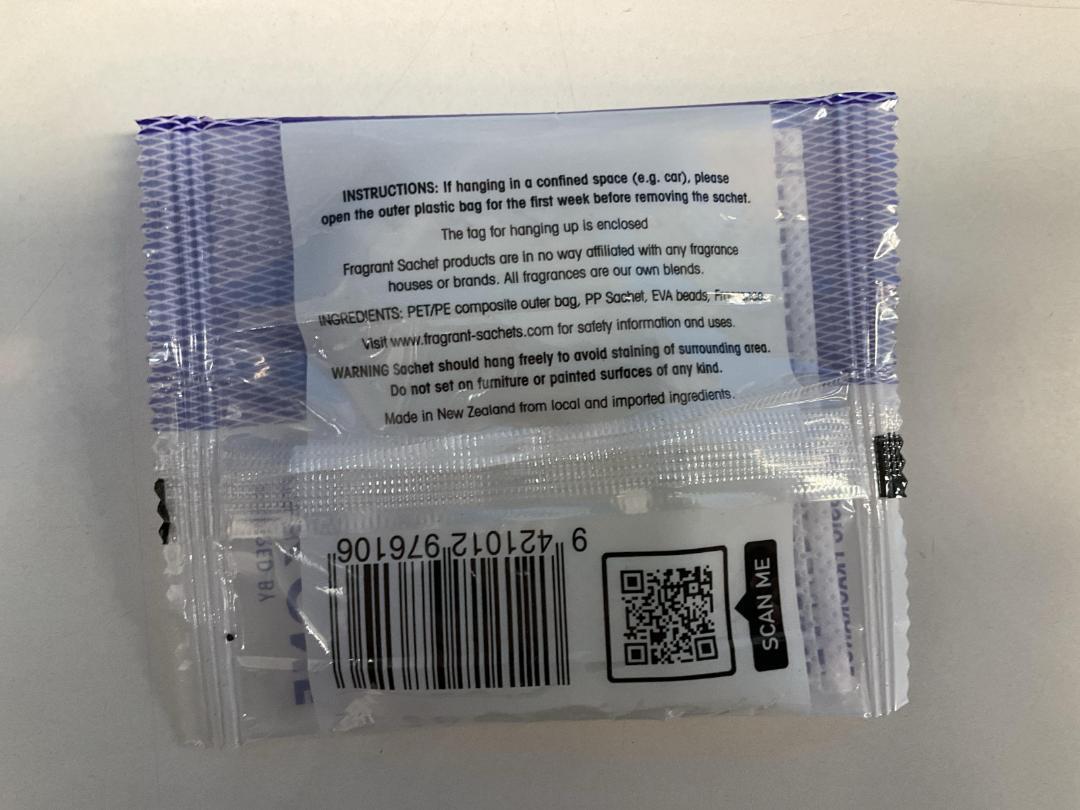 INSTRUCTIONS: If hanging in a confined space (e.g. car), please
open the outer plastic bag for the first week before removing the sachet.
The tag for hanging up is enclosed
Fragrant Sachet products are in no way affiliated with any fragrance
houses or brands. All fragrances are our own blends.
INGREDIENTS: PET/PE composite outer bag, PP Sachet, EVA beads,
Visit www.fragrant-sachets.com for safety information and uses.
WARNING Sachet should hang freely to avoid staining of surrounding area.
Do not set on furniture or painted surfaces of any kind.
Made in New Zealand from local and imported ingredients.
9 421012 976106
SCAN ME
BY